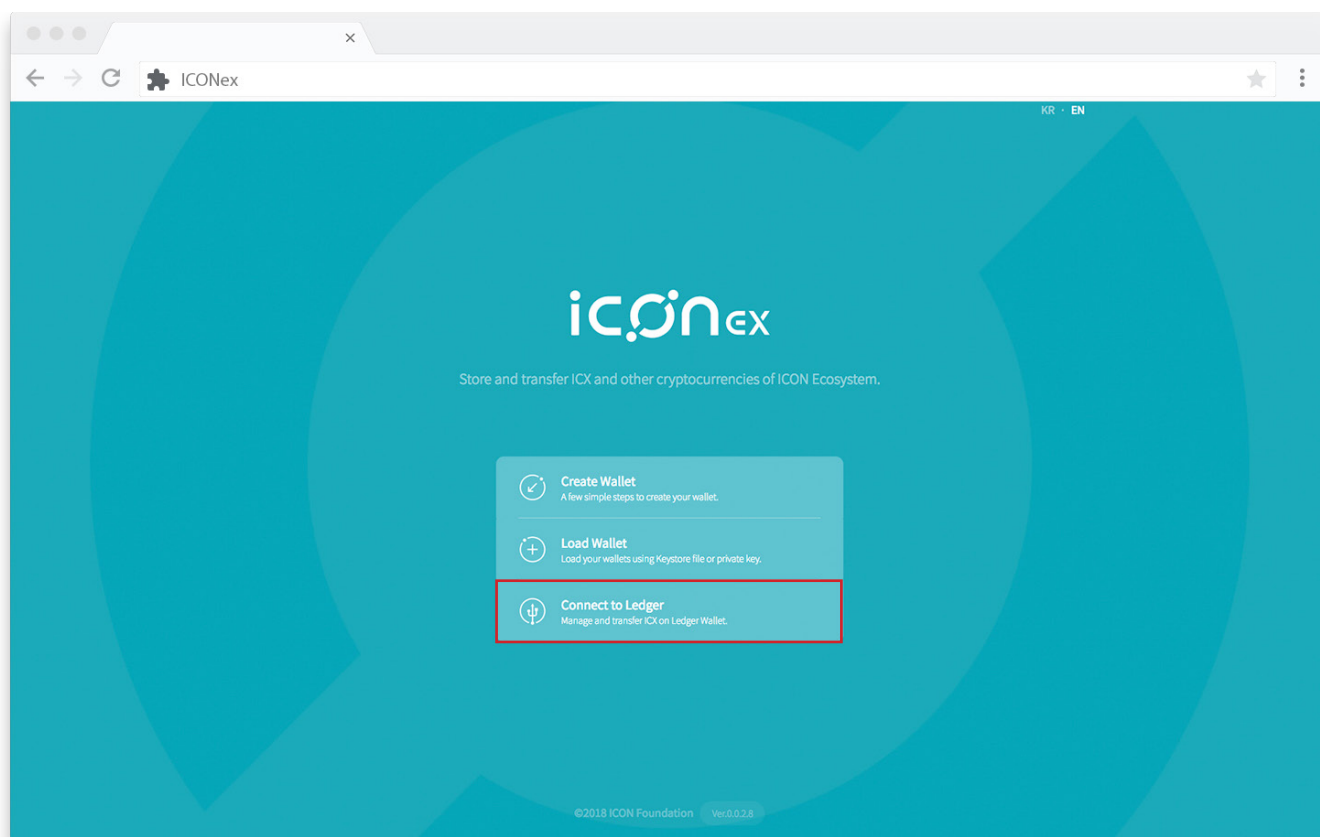 ICONex
KR · EN
iconex
Store and transfer ICX and other cryptocurrencies of ICON Ecosystem.
Create Wallet
A few simple steps to create your wallet.
Load Wallet
Load your wallets using Keystore file or private key.
Connect to Ledger
Manage and transfer ICX on Ledger Wallet.
©2018 ICON Foundation Ver.0.0.2.8